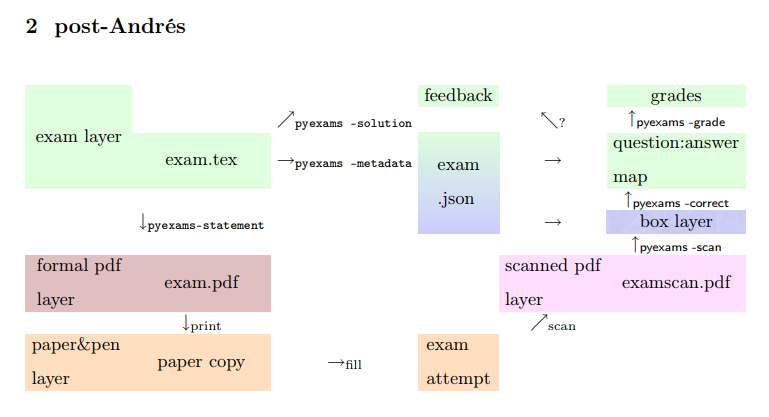 2 post-Andrés
feedback
grades
exam layer
↗pyexams -solution
↖?
↑pyexams -grade
exam.tex
→pyexams -metadata
exam
.json
→
question:answer
map
↑pyexams -correct
↓pyexams-statement
→
box layer
↑pyexams -scan
formal pdf
layer
exam.pdf
scanned pdf
layer
examscan.pdf
↓print
↗scan
paper&pen
layer
paper copy
→fill
exam
attempt